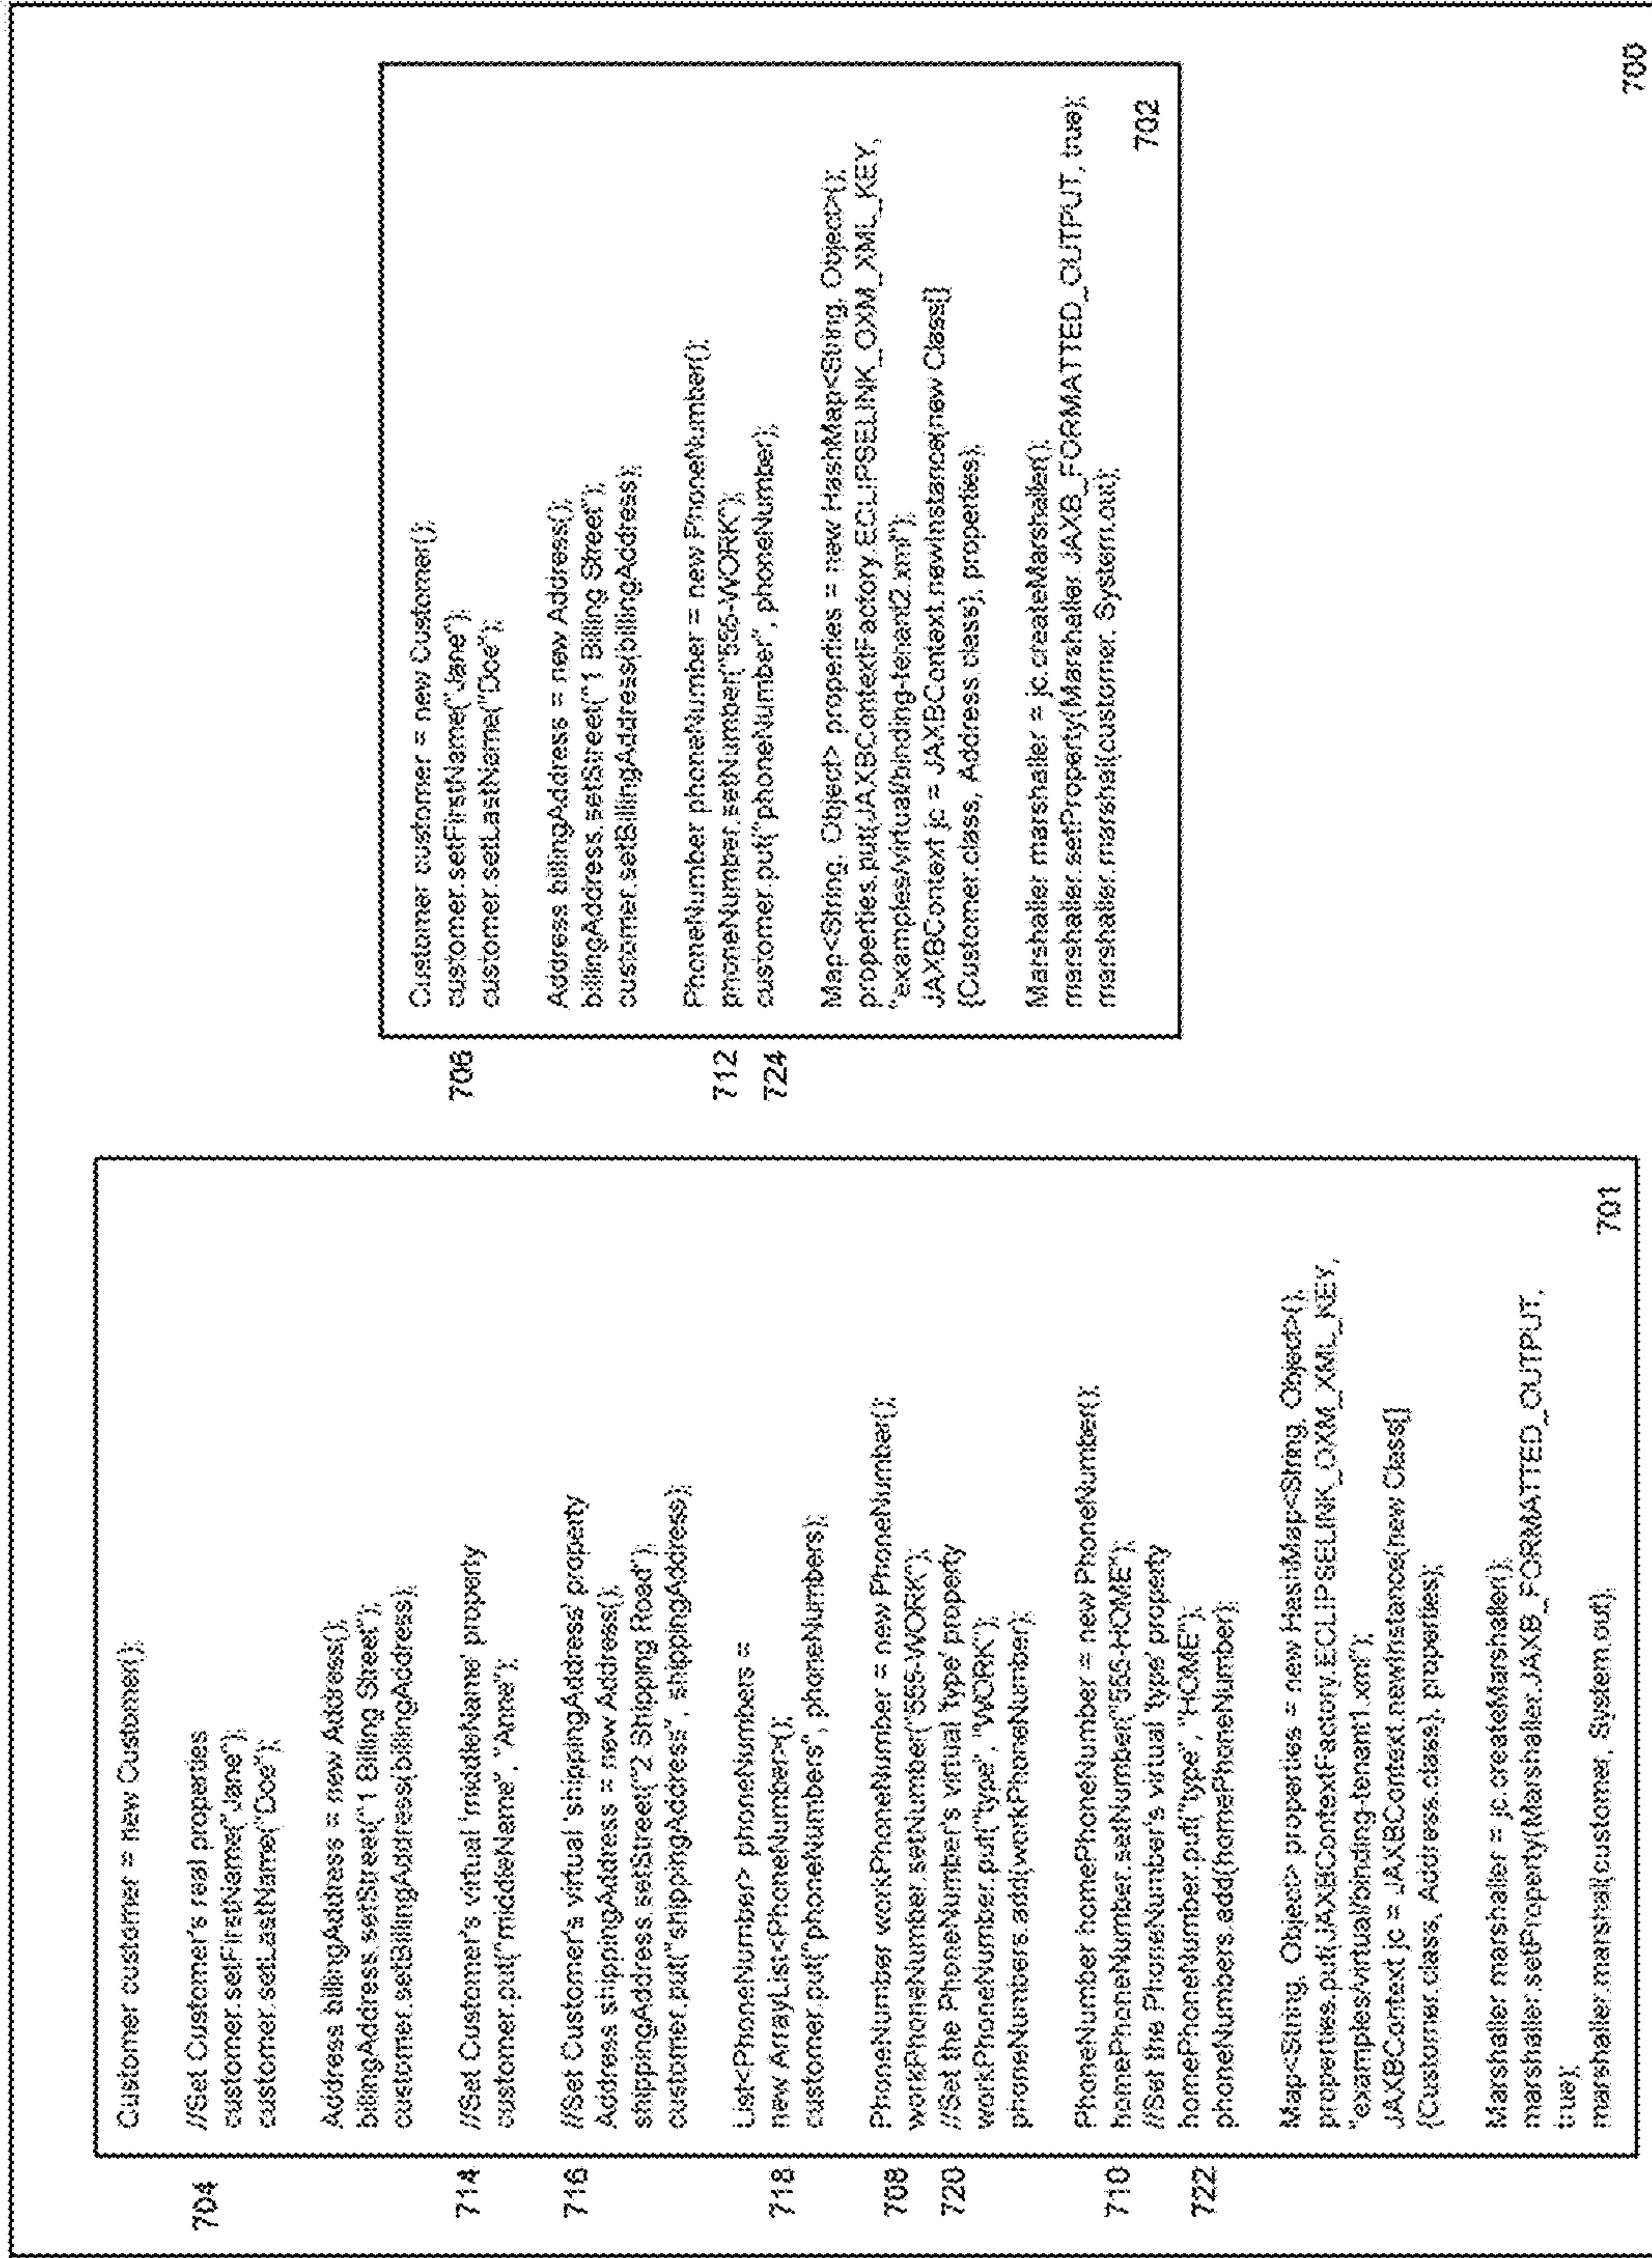 Customer customer = new Customer();
704
//Set Customer's real properties
customer.setFirstName("Jane");
customer.setLastName("Doe");
Address billingAddress = new Address();
billingAddress.setStreet("1 Billing Street");
customer.setBillingAddress(billingAddress);
714
//Set Customer's virtual 'middleName' property
customer.put("middleName", "Anne");
716
//Set Customer's virtual 'shippingAddress' property
Address shippingAddress = new Address();
shippingAddress.setStreet("2 Shipping Road");
customer.put("shippingAddress", shippingAddress);
List<PhoneNumber> phoneNumbers =
718
new ArrayList<PhoneNumber>();
customer.put("phoneNumbers", phoneNumbers);
708
PhoneNumber workPhoneNumber = new PhoneNumber();
workPhoneNumber.setNumber("555-WORK");
720
//Set the PhoneNumber's virtual 'type' property
workPhoneNumber.put("type", "WORK");
phoneNumbers.add(workPhoneNumber);
PhoneNumber homePhoneNumber = new PhoneNumber();
710
homePhoneNumber.setNumber("555-HOME");
//Set the PhoneNumber's virtual 'type' property
722
homePhoneNumber.put("type", "HOME");
phoneNumbers.add(homePhoneNumber);
Map<String, Object> properties = new HashMap<String, Object>();
properties.put(JAXBContextFactory.ECLIPSELINK_OXM_XML_KEY,
"examples/virtual/binding-tenant1.xml");
JAXBContext jc = JAXBContext.newInstance(new Class[]
{Customer.class, Address.class}, properties);
Marshaller marshaller = jc.createMarshaller();
marshaller.setProperty(Marshaller.JAXB_FORMATTED_OUTPUT,
true);
marshaller.marshal(customer, System.out);
701
Customer customer = new Customer();
706
customer.setFirstName("Jane");
customer.setLastName("Doe");
Address billingAddress = new Address();
billingAddress.setStreet("1 Billing Street");
customer.setBillingAddress(billingAddress);
PhoneNumber phoneNumber = new PhoneNumber();
712
phoneNumber.setNumber("555-WORK");
724
customer.put("phoneNumber", phoneNumber);
Map<String, Object> properties = new HashMap<String, Object>();
properties.put(JAXBContextFactory.ECLIPSELINK_OXM_XML_KEY,
"examples/virtual/binding-tenant2.xml");
JAXBContext jc = JAXBContext.newInstance(new Class[]
{Customer.class, Address.class}, properties);
Marshaller marshaller = jc.createMarshaller();
marshaller.setProperty(Marshaller.JAXB_FORMATTED_OUTPUT, true);
marshaller.marshal(customer, System.out);
702
700